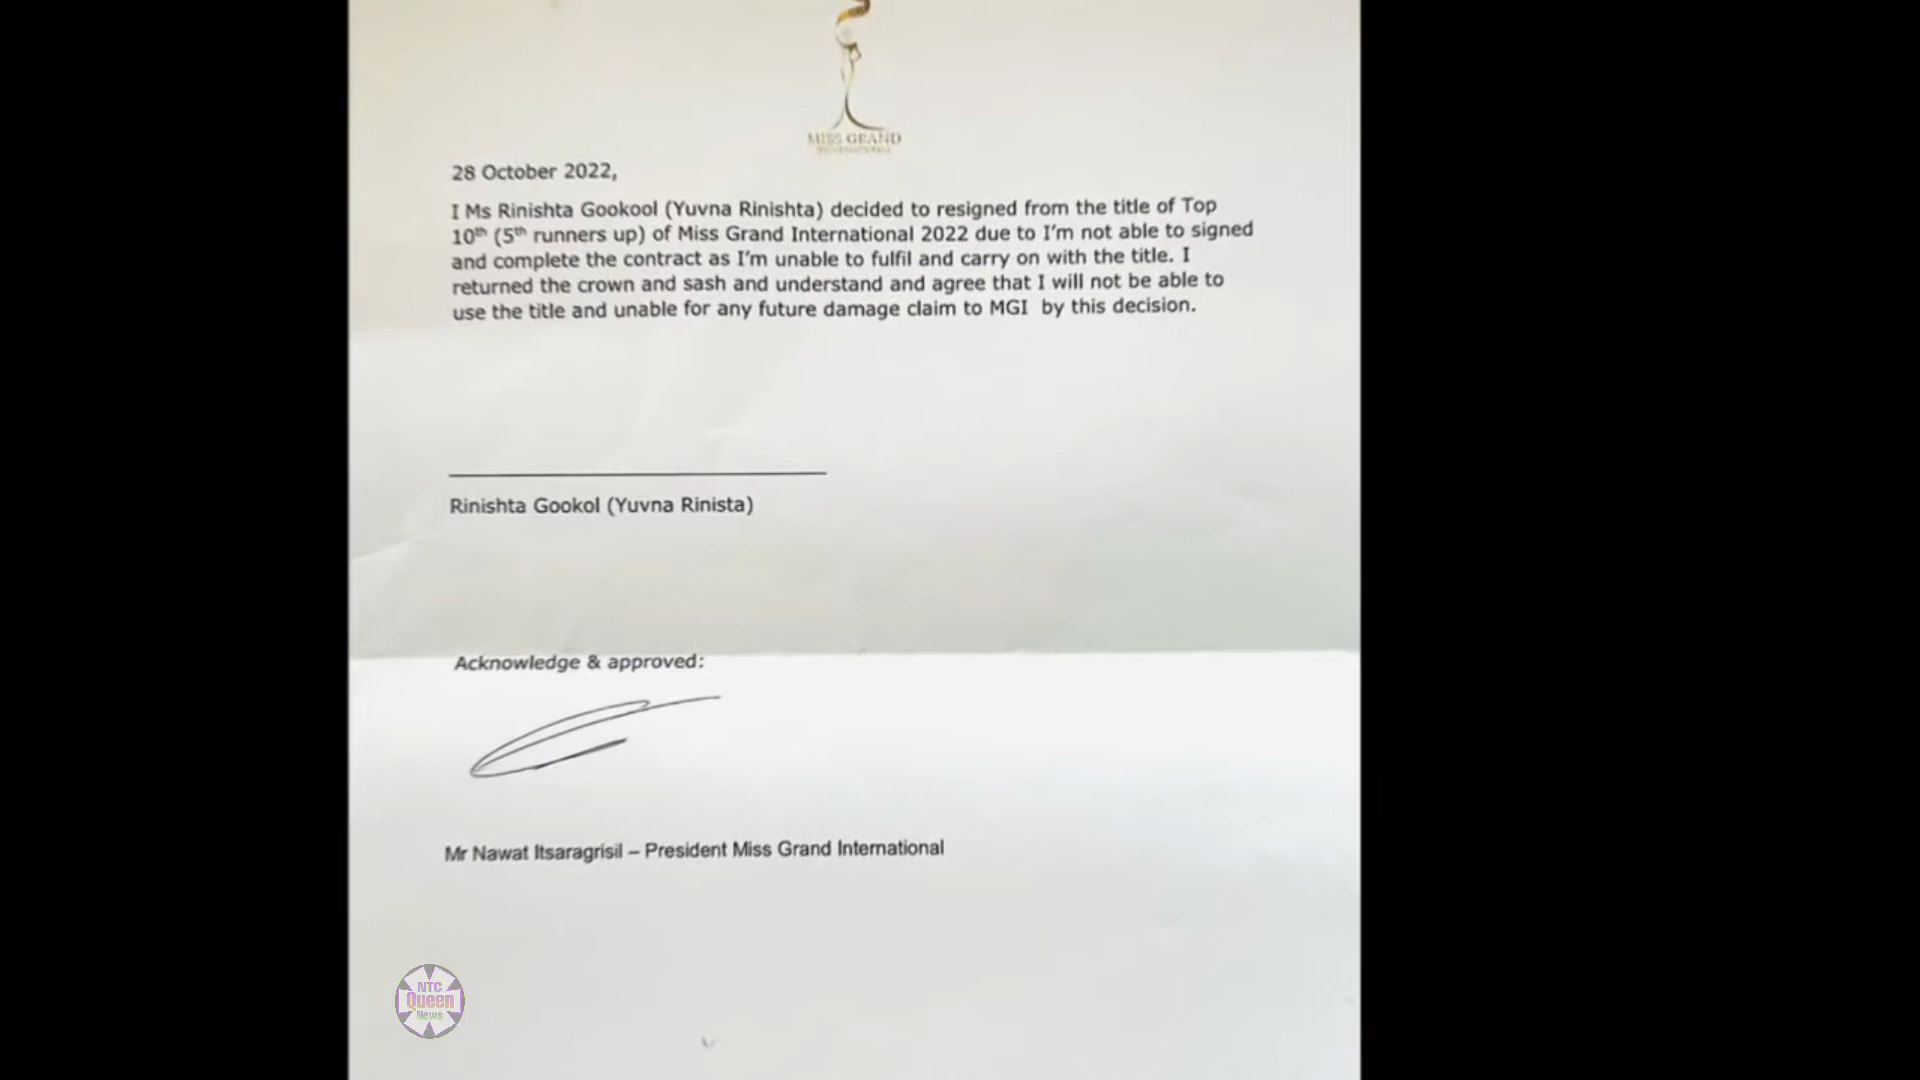 MISS GRAND
INTERNATIONAL
28 October 2022,
I Ms Rinishta Gookool (Yuvna Rinishta) decided to resigned from the title of Top
10th (5th runners up) of Miss Grand International 2022 due to I'm not able to signed
and complete the contract as I'm unable to fulfil and carry on with the title. I
returned the crown and sash and understand and agree that I will not be able to
use the title and unable for any future damage claim to MGI by this decision.
Rinishta Gookol (Yuvna Rinista)
Acknowledge & approved:
Mr Nawat Itsaragrisil – President Miss Grand International
NTC
Queen
News